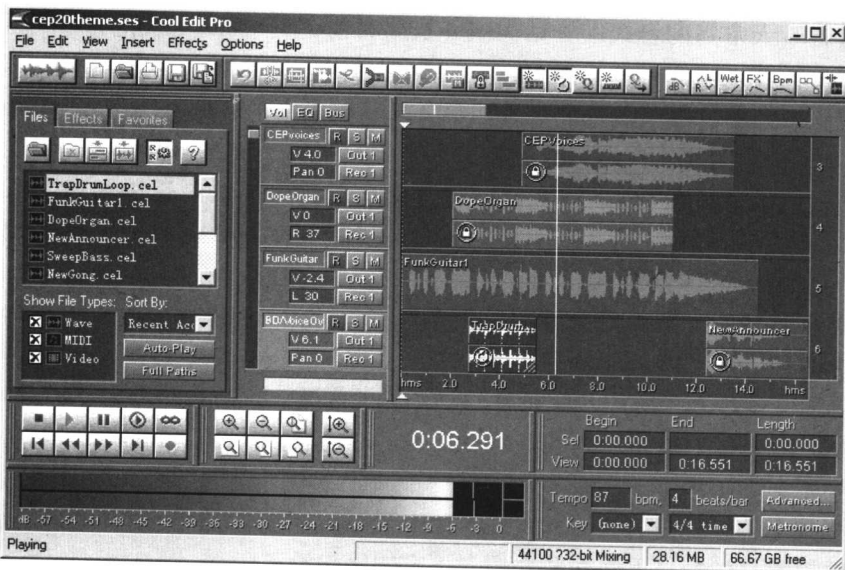 cep20theme.ses - Cool Edit Pro
File Edit View Insert Effects Options Help
Wet FX Bpm
Files Effects Favorites
TrapDrumLoop.cel
FunkGuitar1.cel
DopeOrgan.cel
NewAnnouncer.cel
SweepBass.cel
NewGong.cel
Show File Types: Sort By:
Wave
MIDI
Video
Recent Acc
Auto-Play
Full Paths
Vol EQ Bus
CEPvoices R S M
V 4.0 Out 1
Pan 0 Rec 1
DopeOrgan R S M
V 0 Out 1
R 37 Rec 1
FunkGuitar R S M
V -2.4 Out 1
L 30 Rec 1
R S M
V 6.1 Out 1
Pan 0 Rec 1
CEPVoices
3
DopeOrgan
4
FunkGuitar1
5
TrapDrum
NewAnnouncer
6
hms 2.0 4.0 6.0 8.0 10.0 12.0 14.0 hms
0:06.291
Begin End Length
Sel 0:00.000 0:00.000
View 0:00.000 0:16.551 0:16.551
dB -57 -54 -51 -48 -45 -42 -39 -36 -33 -30 -27 -24 -21 -18 -15 -12 -9 -6 -3 0
Tempo 87 bpm, 4 beats/bar Advanced...
Key (none) 4/4 time Metronome
Playing
44100 ?32-bit Mixing 28.16 MB 66.67 GB free